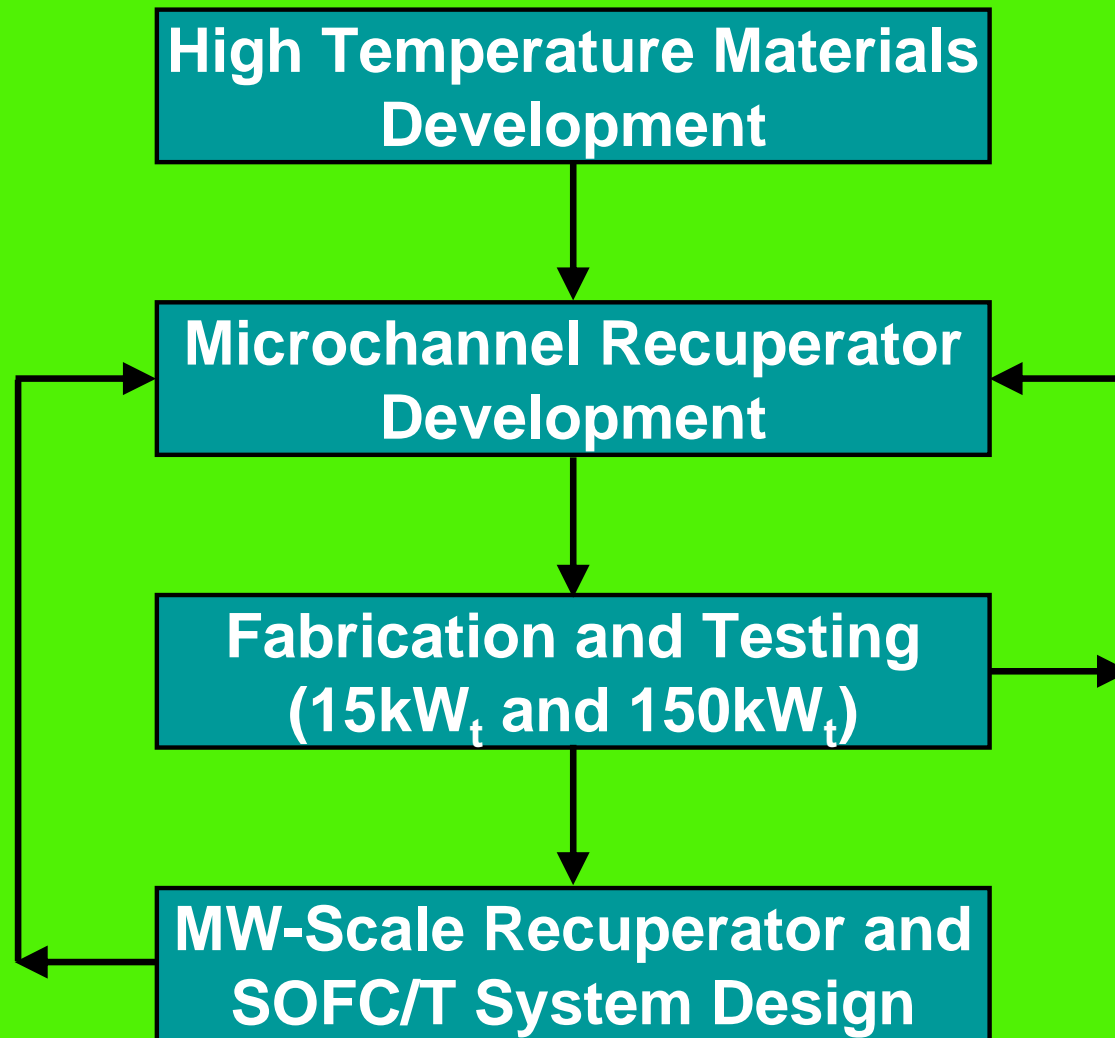 High Temperature Materials
Development
Microchannel Recuperator
Development
Fabrication and Testing
(15kWₜ and 150kWₜ)
MW-Scale Recuperator and
SOFC/T System Design